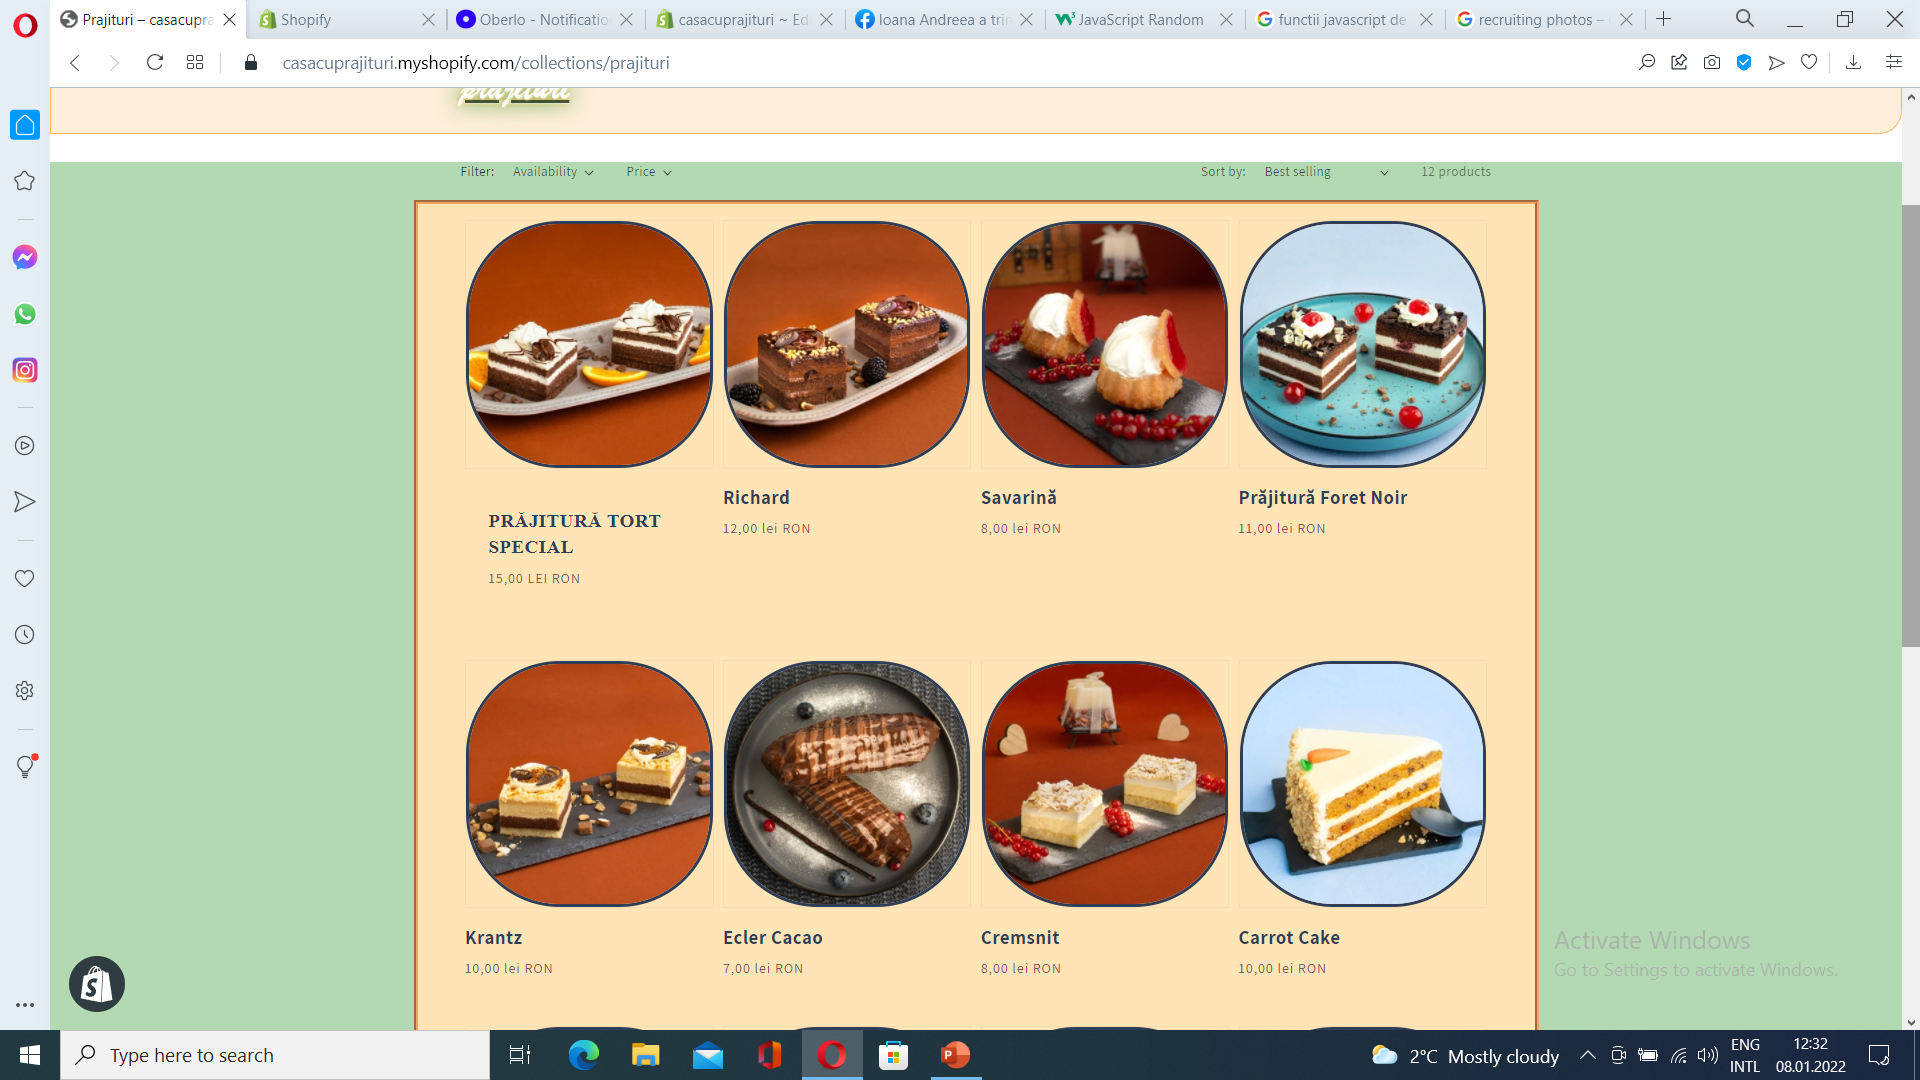 Prajituri – casacupra
Shopify
Oberlo - Notificatio
casacuprajituri ~ Ed
Ioana Andreea a trim
JavaScript Random
functii javascript de
recruiting photos –
casacuprajituri.myshopify.com/collections/prajituri
prajituri
Filter: Availability Price
Sort by: Best selling 12 products
PRĂJITURĂ TORT
SPECIAL
15,00 LEI RON
Richard
12,00 lei RON
Savarină
8,00 lei RON
Prăjitură Foret Noir
11,00 lei RON
Krantz
10,00 lei RON
Ecler Cacao
7,00 lei RON
Cremsnit
8,00 lei RON
Carrot Cake
10,00 lei RON
Activate Windows
Go to Settings to activate Windows.
Type here to search
2°C Mostly cloudy
ENG
INTL
12:32
08.01.2022